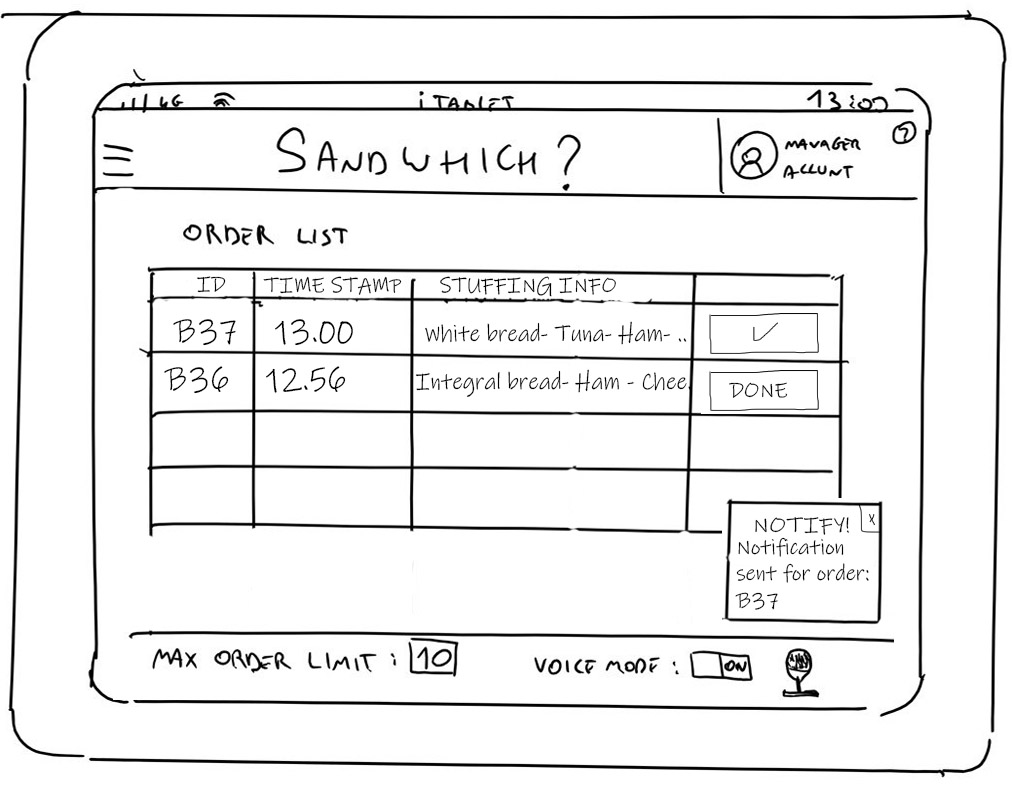 4G iTABLET 13:00
SANDWHICH?
MANAGER
ACCUNT
?
ORDER LIST
ID TIME STAMP STUFFING INFO
B37 13.00 White bread- Tuna- Ham- .. ✓
B36 12.56 Integral bread- Ham - Chee. DONE
NOTIFY! x
Notification
sent for order:
B37
MAX ORDER LIMIT : 10 VOICE MODE : ON